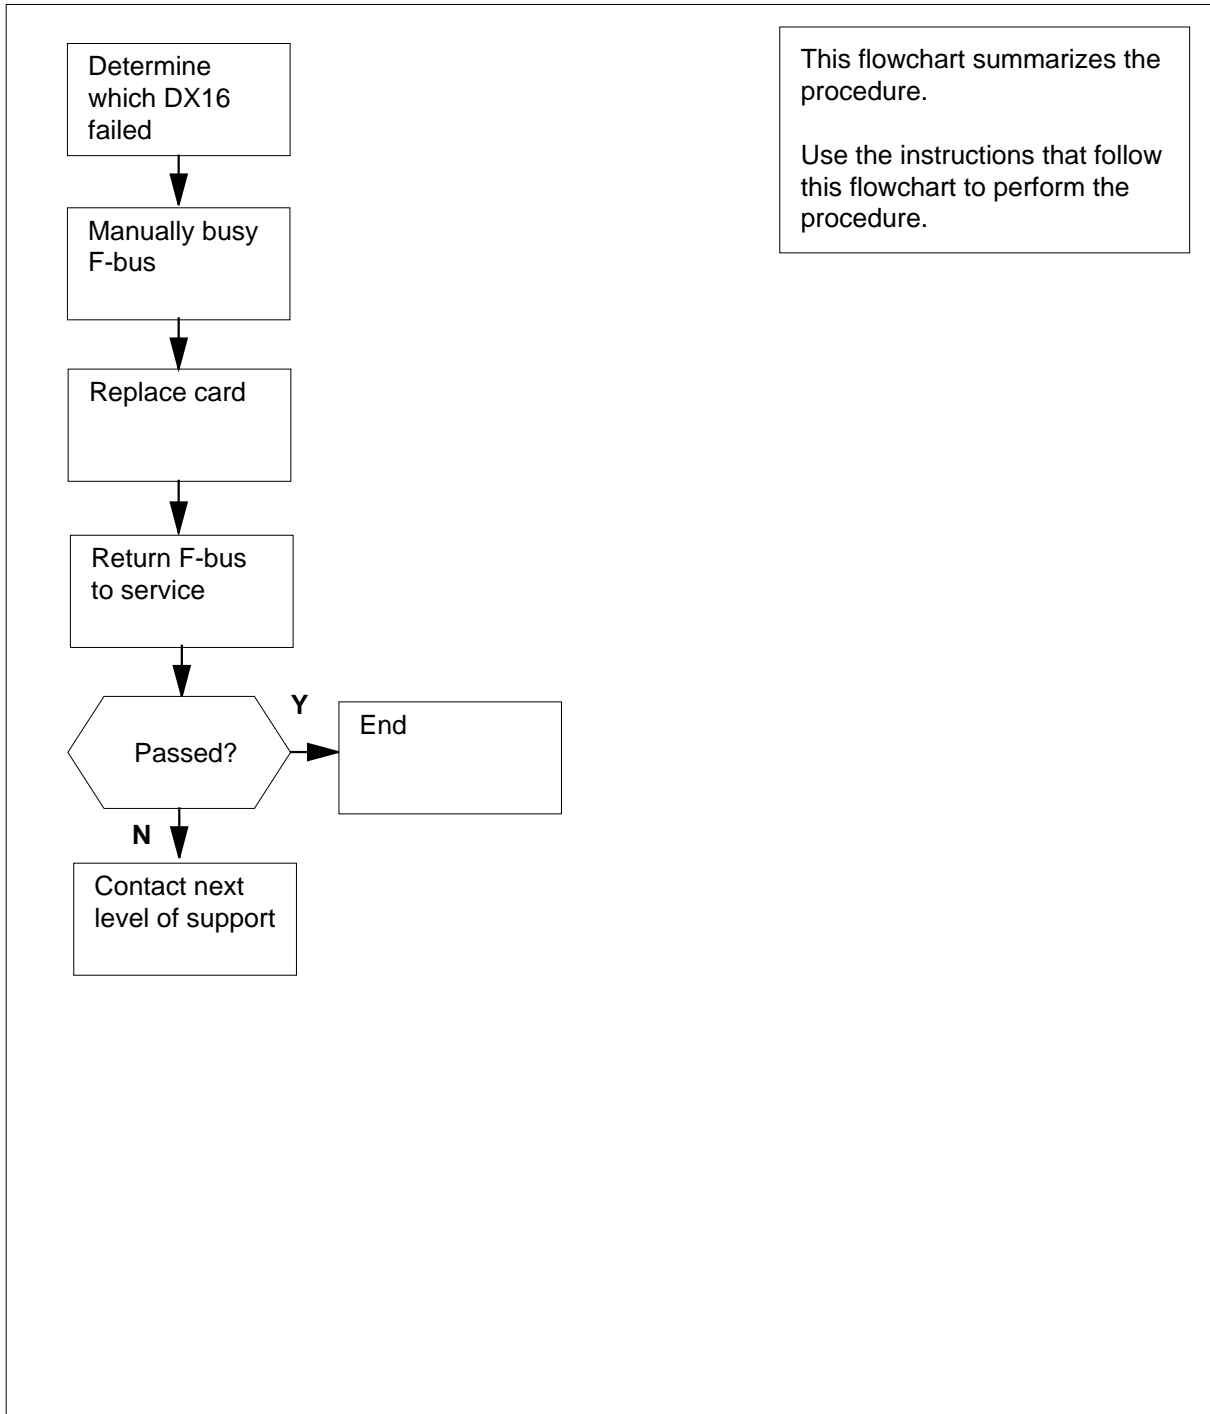 Determine
which DX16
failed
Manually busy
F-bus
Replace card
Return F-bus
to service
Passed?
Y
End
N
Contact next
level of support
This flowchart summarizes the
procedure.
Use the instructions that follow
this flowchart to perform the
procedure.